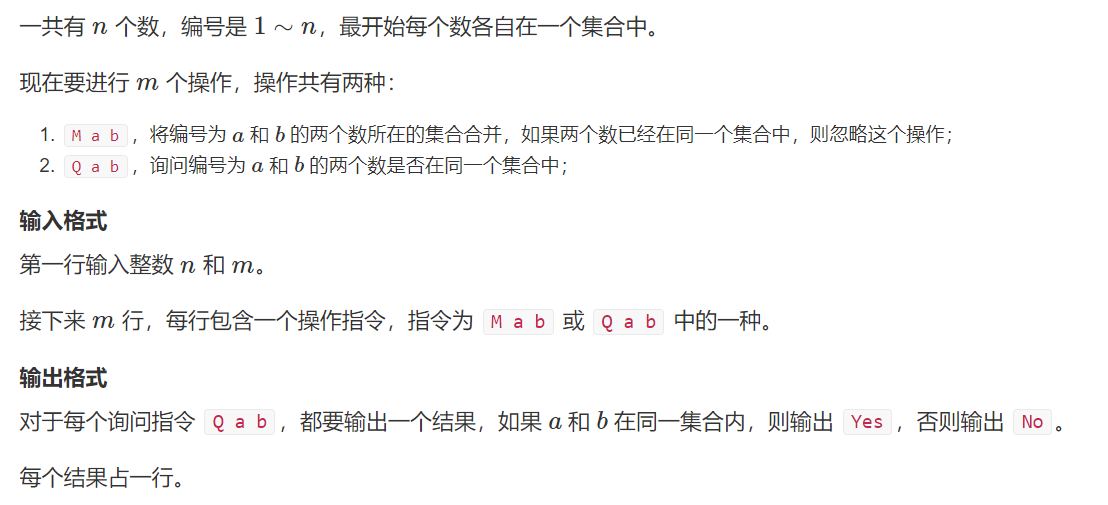 一共有 n 个数，编号是 1 ∼ n，最开始每个数各自在一个集合中。
现在要进行 m 个操作，操作共有两种：
1. M a b，将编号为 a 和 b 的两个数所在的集合合并，如果两个数已经在同一个集合中，则忽略这个操作；
2. Q a b，询问编号为 a 和 b 的两个数是否在同一个集合中；
输入格式
第一行输入整数 n 和 m。
接下来 m 行，每行包含一个操作指令，指令为 M a b 或 Q a b 中的一种。
输出格式
对于每个询问指令 Q a b，都要输出一个结果，如果 a 和 b 在同一集合内，则输出 Yes，否则输出 No。
每个结果占一行。